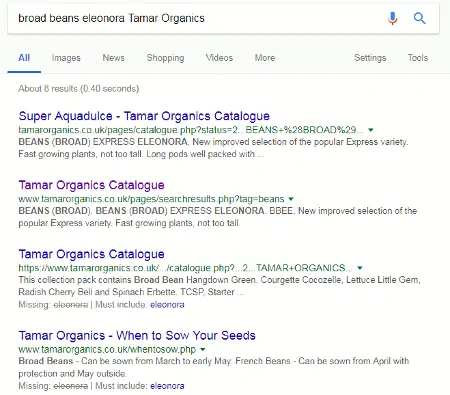 broad beans eleonora Tamar Organics
All Images News Shopping Videos More Settings Tools
About 8 results (0.40 seconds)
Super Aquadulce - Tamar Organics Catalogue
tamarorganics.co.uk/pages/catalogue.php?status=2...BEANS+%28BROAD%29...
BEANS (BROAD) EXPRESS ELEONORA. New improved selection of the popular Express variety.
Fast growing plants, not too tall. Long pods well packed with ...
Tamar Organics Catalogue
www.tamarorganics.co.uk/pages/searchresults.php?tag=beans
BEANS (BROAD). BEANS (BROAD) EXPRESS ELEONORA. BBEE. New improved selection of the
popular Express variety. Fast growing plants, not too tall.
Tamar Organics Catalogue
https://www.tamarorganics.co.uk/.../catalogue.php?...2...TAMAR+ORGANICS...
This collection pack contains Broad Bean Hangdown Green, Courgette Cocozelle, Lettuce Little Gem,
Radish Cherry Bell and Spinach Erbette. TCSP, Starter ...
Missing: eleonora | Must include: eleonora
Tamar Organics - When to Sow Your Seeds
www.tamarorganics.co.uk/whentosow.php
Broad Beans - Can be sown from March to early May. French Beans - Can be sown from April with
protection and May outside.
Missing: eleonora | Must include: eleonora